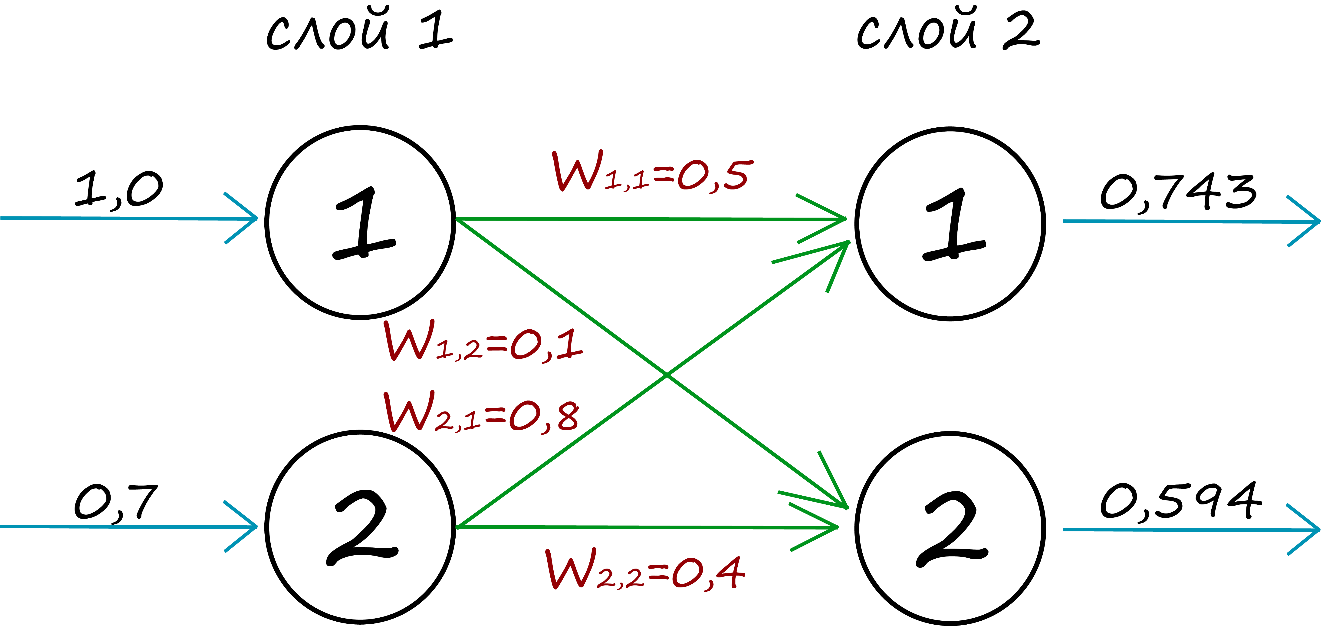 слой 1
слой 2
1,0
1
W1,1=0,5
1
0,743
W1,2=0,1
W2,1=0,8
0,7
2
W2,2=0,4
2
0,594